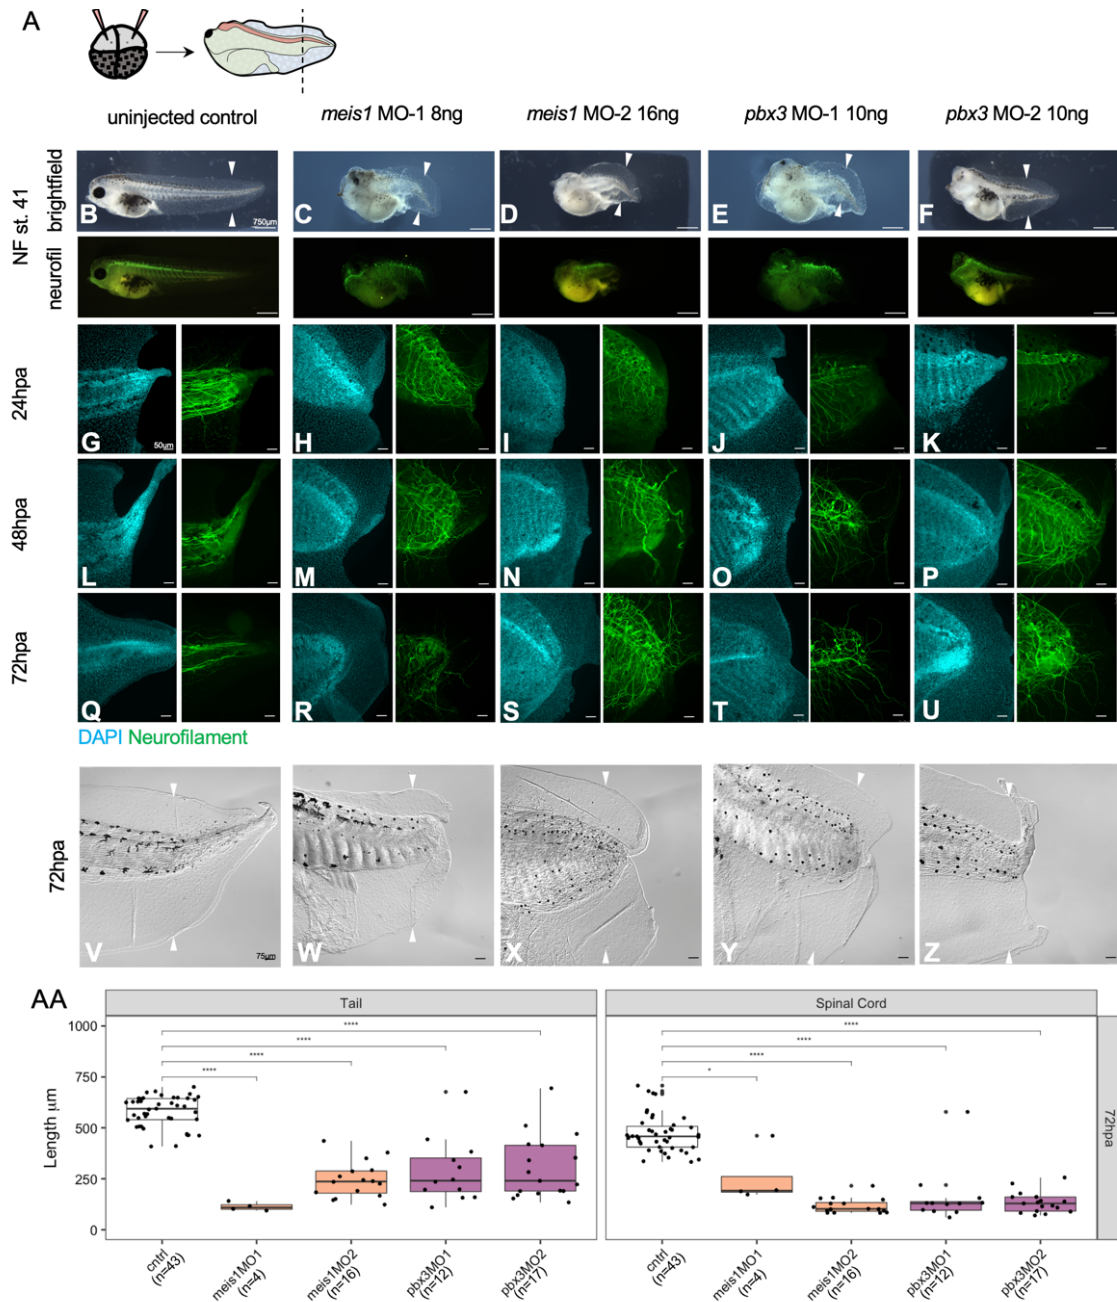 A
uninjected control
meis1 MO-1 8ng
meis1 MO-2 16ng
pbx3 MO-1 10ng
pbx3 MO-2 10ng
NF st. 41
brightfield
neurofil
B
750µm
C
D
E
F
24hpa
G
50µm
H
I
J
K
48hpa
L
M
N
O
P
72hpa
Q
R
S
T
U
DAPI Neurofilament
72hpa
V
75µm
W
X
Y
Z
AA
Tail
Spinal Cord
Length µm
1000
750
500
250
0
****
****
****
****
****
****
****
*
72hpa
cntrl
(n=43)
meis1MO1
(n=4)
meis1MO2
(n=16)
pbx3MO1
(n=12)
pbx3MO2
(n=17)
cntrl
(n=43)
meis1MO1
(n=4)
meis1MO2
(n=16)
pbx3MO1
(n=12)
pbx3MO2
(n=17)